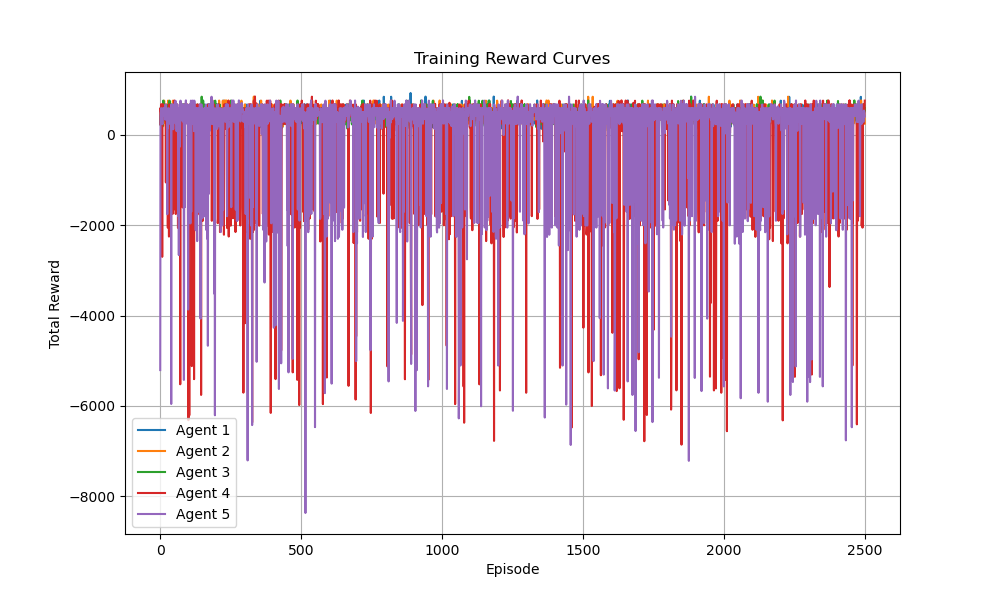 Training Reward Curves
Total Reward
0
−2000
−4000
−6000
−8000
Agent 1
Agent 2
Agent 3
Agent 4
Agent 5
0 500 1000 1500 2000 2500
Episode